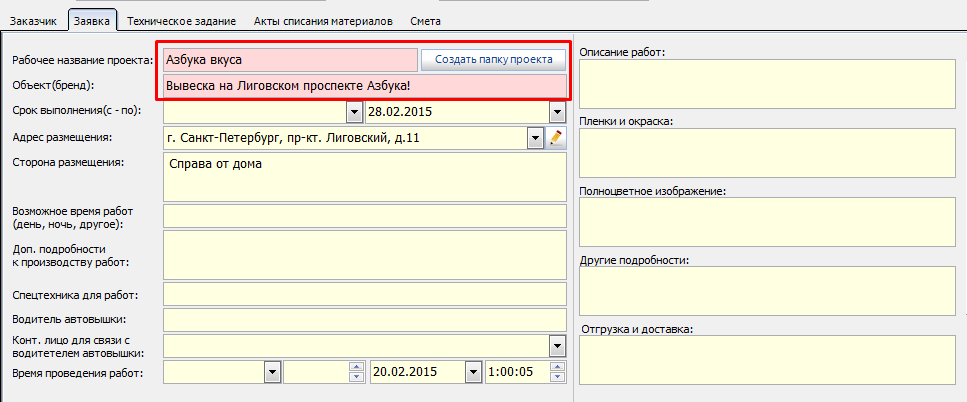 Заказчик Заявка Техническое задание Акты списания материалов Смета
Рабочее название проекта: Азбука вкуса Создать папку проекта
Объект(бренд): Вывеска на Лиговском проспекте Азбука!
Срок выполнения(с - по): 28.02.2015
Адрес размещения: г. Санкт-Петербург, пр-кт. Лиговский, д.11
Сторона размещения: Справа от дома
Возможное время работ
(день, ночь, другое):
Доп. подробности
к производству работ:
Спецтехника для работ:
Водитель автовышки:
Конт. лицо для связи с
водитетелем автовышки:
Время проведения работ: 20.02.2015 1:00:05
Описание работ:
Пленки и окраска:
Полноцветное изображение:
Другие подробности:
Отгрузка и доставка: